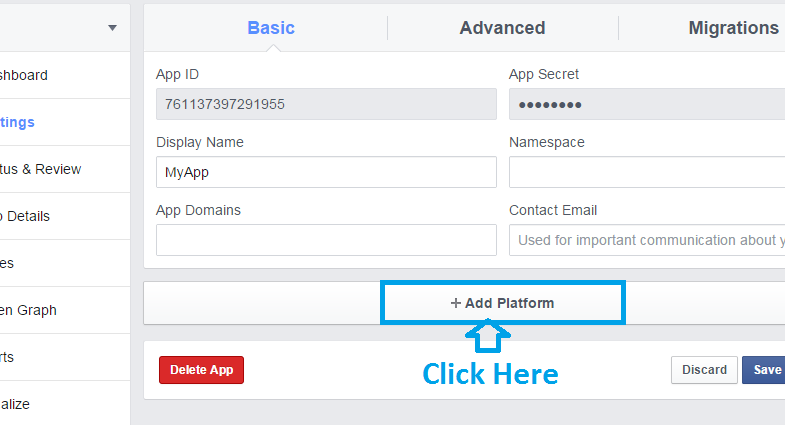 Basic
Advanced
Migrations
shboard
tings
tus & Review
o Details
es
en Graph
rts
alize
App ID
App Secret
761137397291955
••••••••
Display Name
Namespace
MyApp
App Domains
Contact Email
Used for important communication about y
+ Add Platform
Click Here
Delete App
Discard
Save